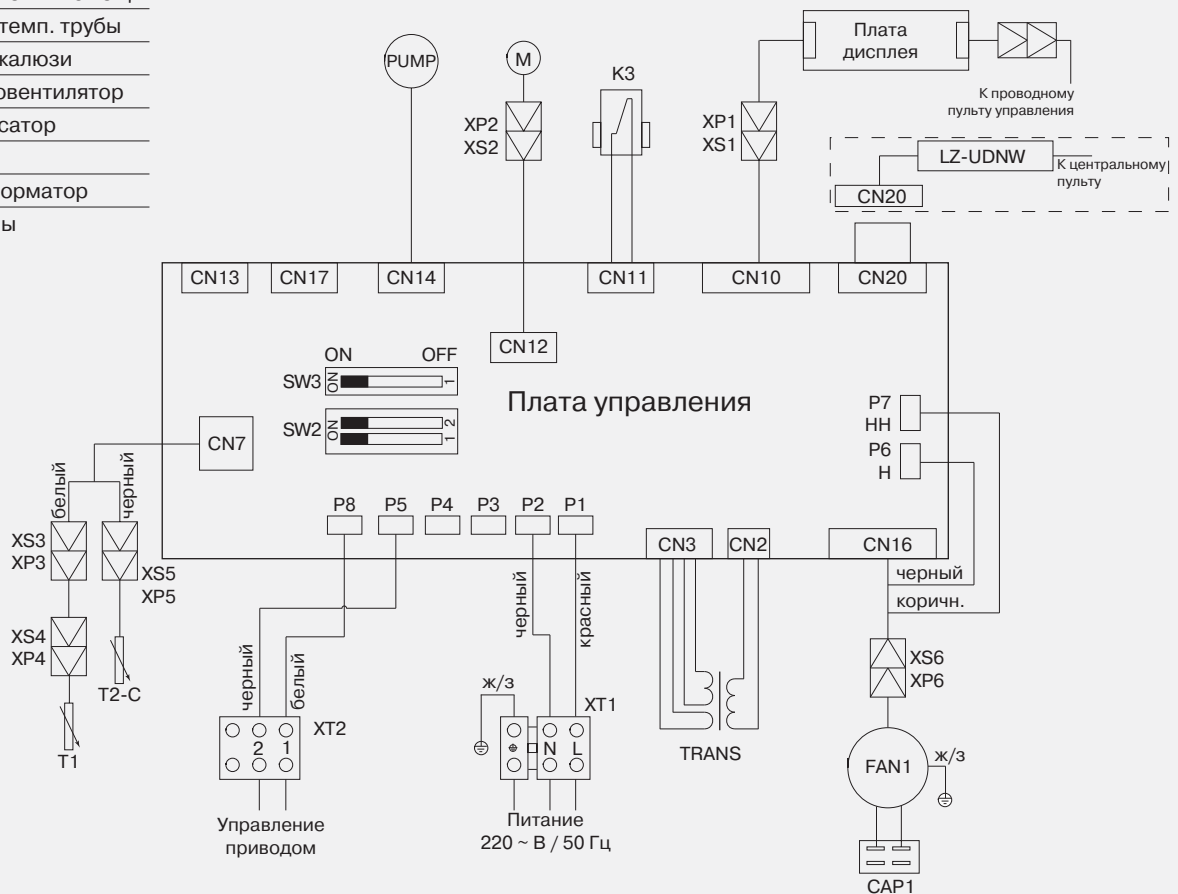 темп. трубы
орматор
PUMP
M
K3
Плата
дисплея
К проводному
пульту управления
XP2
XS2
XP1
XS1
LZ-UDNW
К центральному
пульту
CN20
CN13
CN17
CN14
CN11
CN10
CN20
CN12
ON OFF
SW3 ON 1
SW2 ON 2
1
Плата управления
CN7
P7
HH
P6
H
белый
черный
P8 P5 P4 P3 P2 P1
CN3
CN2
CN16
черный
коричн.
XS3
XP3
XS5
XP5
XS4
XP4
T2-C
T1
черный
белый
XT2
2 1
Управление
приводом
черный
красный
ж/з
XT1
N L
Питание
220 ~ В / 50 Гц
TRANS
XS6
XP6
FAN1
ж/з
CAP1